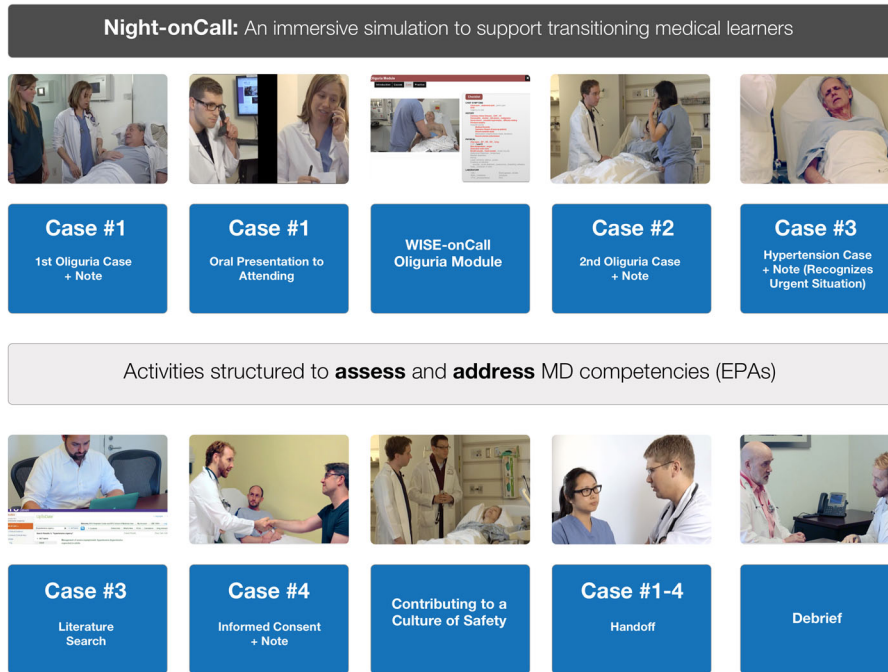 Night-onCall: An immersive simulation to support transitioning medical learners
Case #1
1st Oliguria Case
+ Note
Case #1
Oral Presentation to
Attending
WISE-onCall
Oliguria Module
Case #2
2nd Oliguria Case
+ Note
Case #3
Hypertension Case
+ Note (Recognizes
Urgent Situation)
Activities structured to assess and address MD competencies (EPAs)
Case #3
Literature
Search
Case #4
Informed Consent
+ Note
Contributing to a
Culture of Safety
Case #1-4
Handoff
Debrief